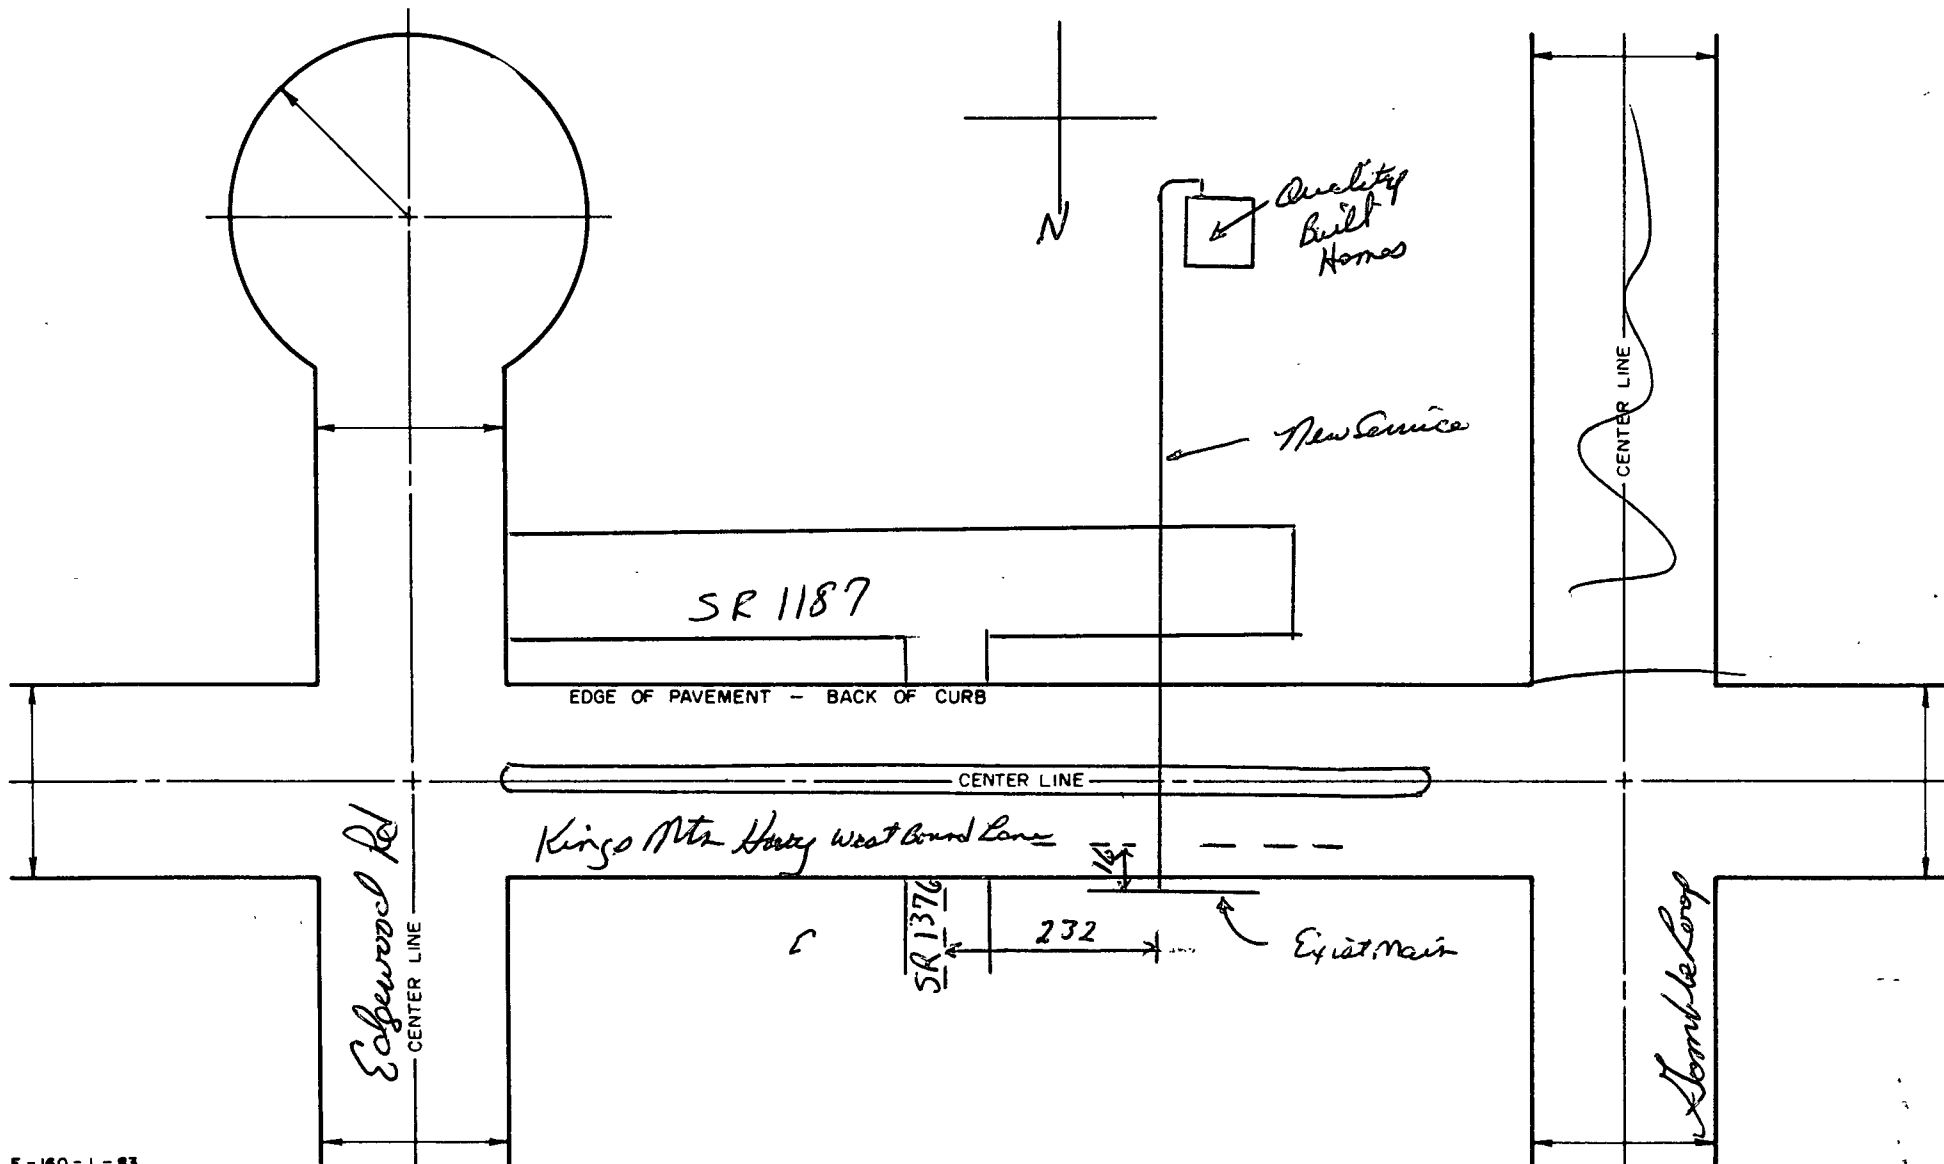 Quality
Built
Homes
N
CENTER LINE
New Service
SR 1187
EDGE OF PAVEMENT - BACK OF CURB
CENTER LINE
Kings Mtn Hwy West Bound Lane
16
SR 1376
232
Exist Main
Edgewood Rd
CENTER LINE